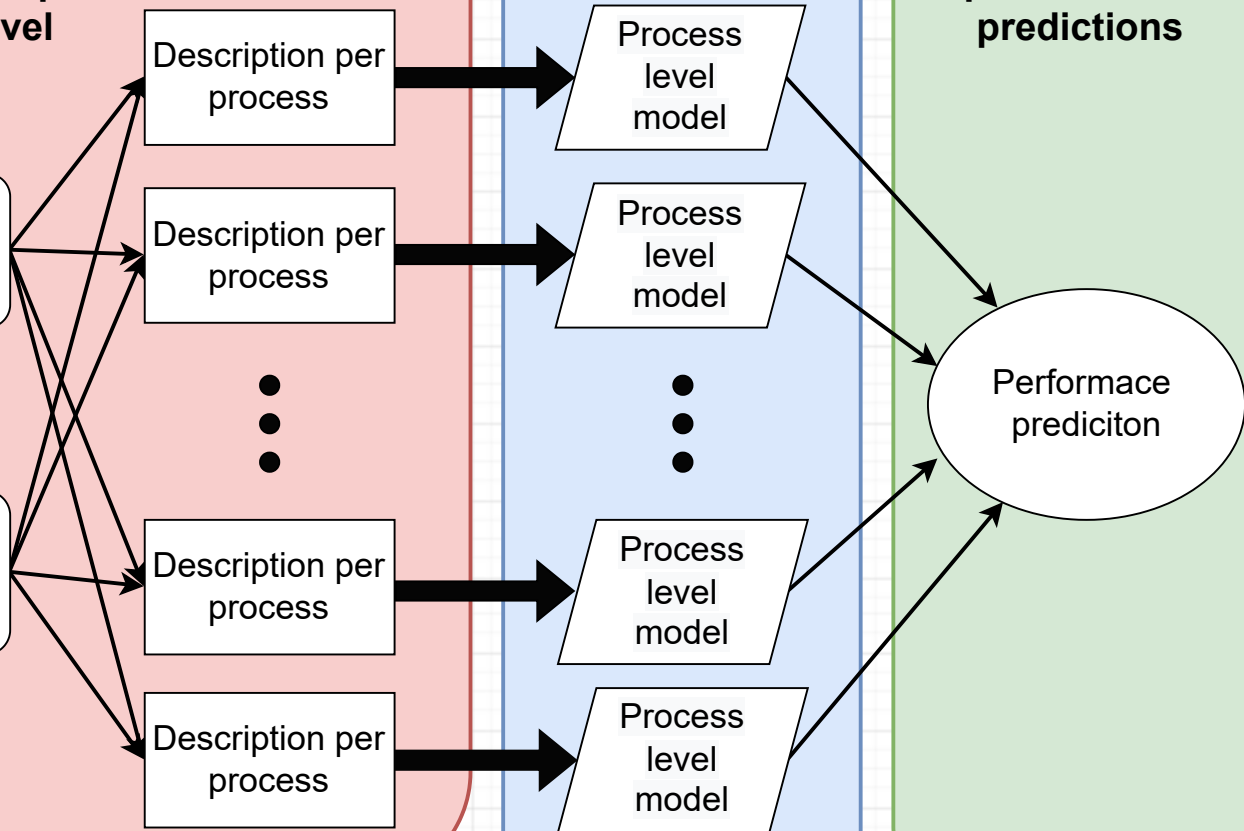 vel
predictions
Description per
process
Process
level
model
Description per
process
Process
level
model
Performace
prediciton
Description per
process
Process
level
model
Description per
process
Process
level
model